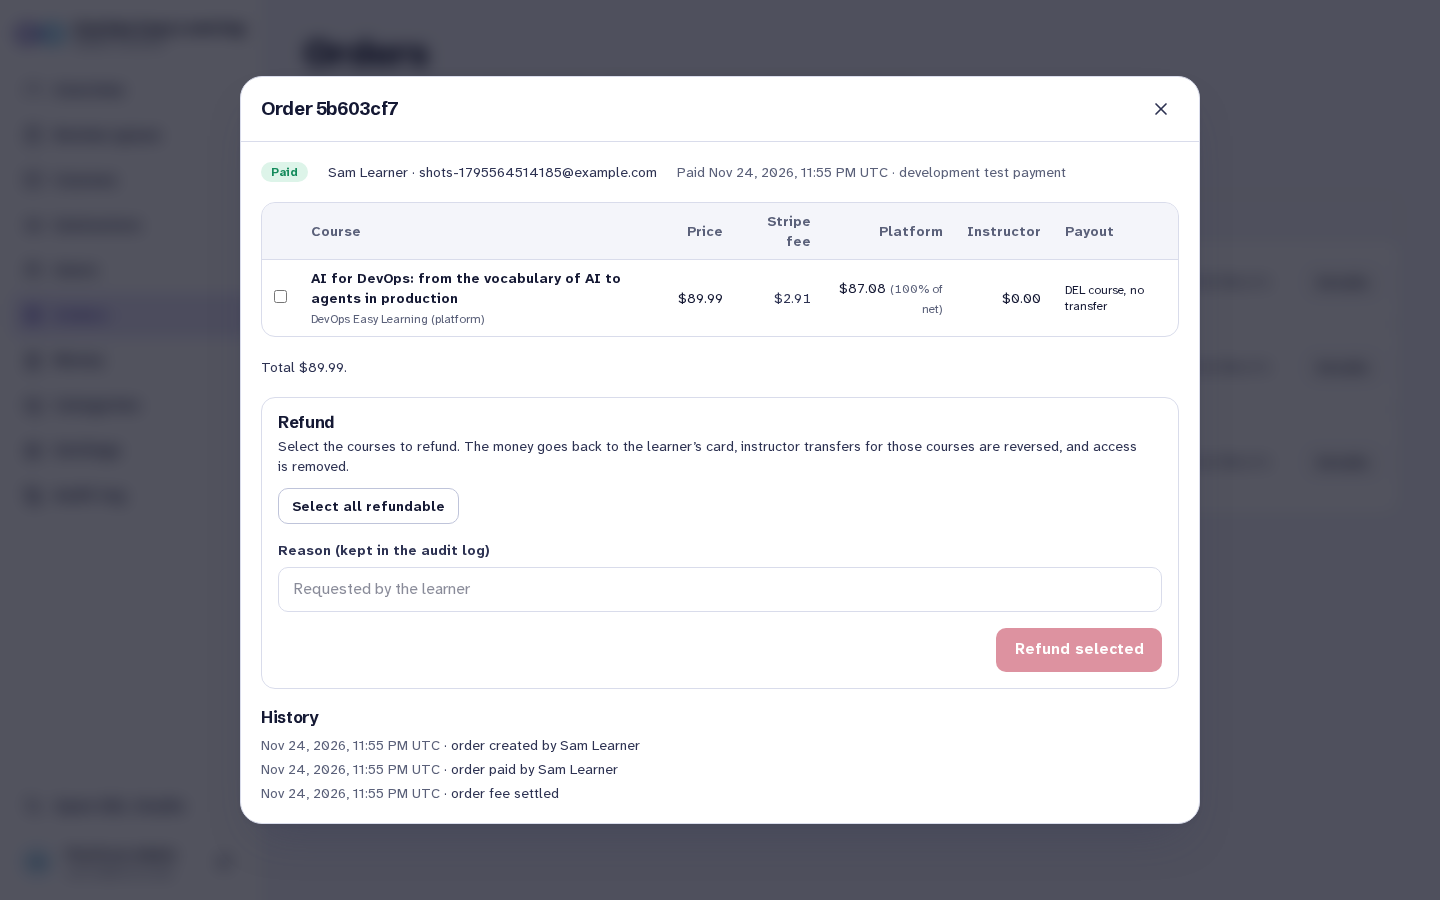 Orders
Order 5b603cf7
Paid Sam Learner · shots-1795564514185@example.com Paid Nov 24, 2026, 11:55 PM UTC · development test payment
Course Price Stripe fee Platform Instructor Payout
AI for DevOps: from the vocabulary of AI to agents in production
DevOps Easy Learning (platform)
$89.99 $2.91 $87.08 (100% of net) $0.00 DEL course, no transfer
Total $89.99.
Refund
Select the courses to refund. The money goes back to the learner’s card, instructor transfers for those courses are reversed, and access
is removed.
Select all refundable
Reason (kept in the audit log)
Requested by the learner
Refund selected
History
Nov 24, 2026, 11:55 PM UTC · order created by Sam Learner
Nov 24, 2026, 11:55 PM UTC · order paid by Sam Learner
Nov 24, 2026, 11:55 PM UTC · order fee settled